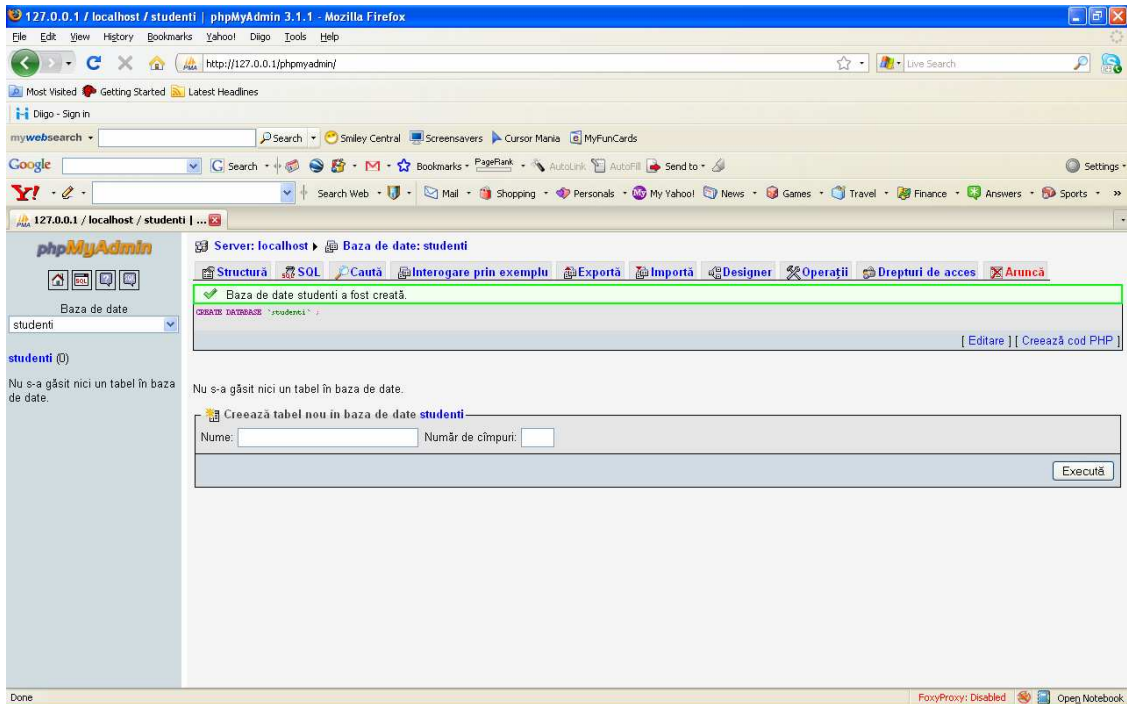 127.0.0.1 / localhost / studenti | phpMyAdmin 3.1.1 - Mozilla Firefox
File Edit View History Bookmarks Yahoo! Diigo Tools Help
http://127.0.0.1/phpmyadmin/ Live Search
Most Visited Getting Started Latest Headlines
Diigo - Sign in
mywebsearch Search Smiley Central Screensavers Cursor Mania MyFunCards
Google G Search Bookmarks PageRank AutoLink AutoFill Send to Settings
Y! Search Web Mail Shopping Personals My Yahoo! News Games Travel Finance Answers Sports »
127.0.0.1 / localhost / studenti | ...
phpMyAdmin
SQL
Baza de date
studenti
studenti (0)
Nu s-a găsit nici un tabel în baza
de date.
Server: localhost Baza de date: studenti
Structură SQL Caută Interogare prin exemplu Exportă Importă Designer Operaţii Drepturi de acces Aruncă
Baza de date studenti a fost creată.
CREATE DATABASE `studenti` ;
[ Editare ] [ Creează cod PHP ]
Nu s-a găsit nici un tabel în baza de date.
Creează tabel nou în baza de date studenti
Nume: Număr de cîmpuri:
Execută
Done FoxyProxy: Disabled Open Notebook